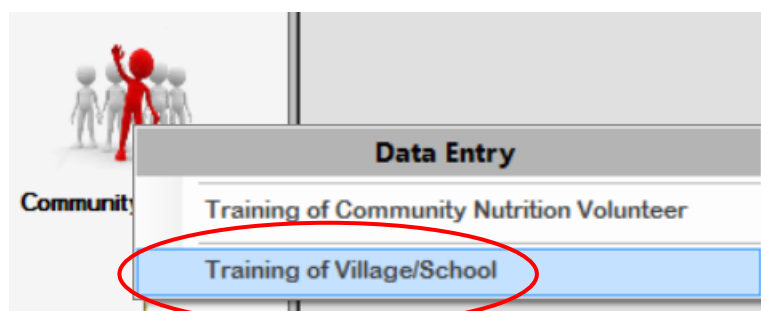 Data Entry
Community
Training of Community Nutrition Volunteer
Training of Village/School